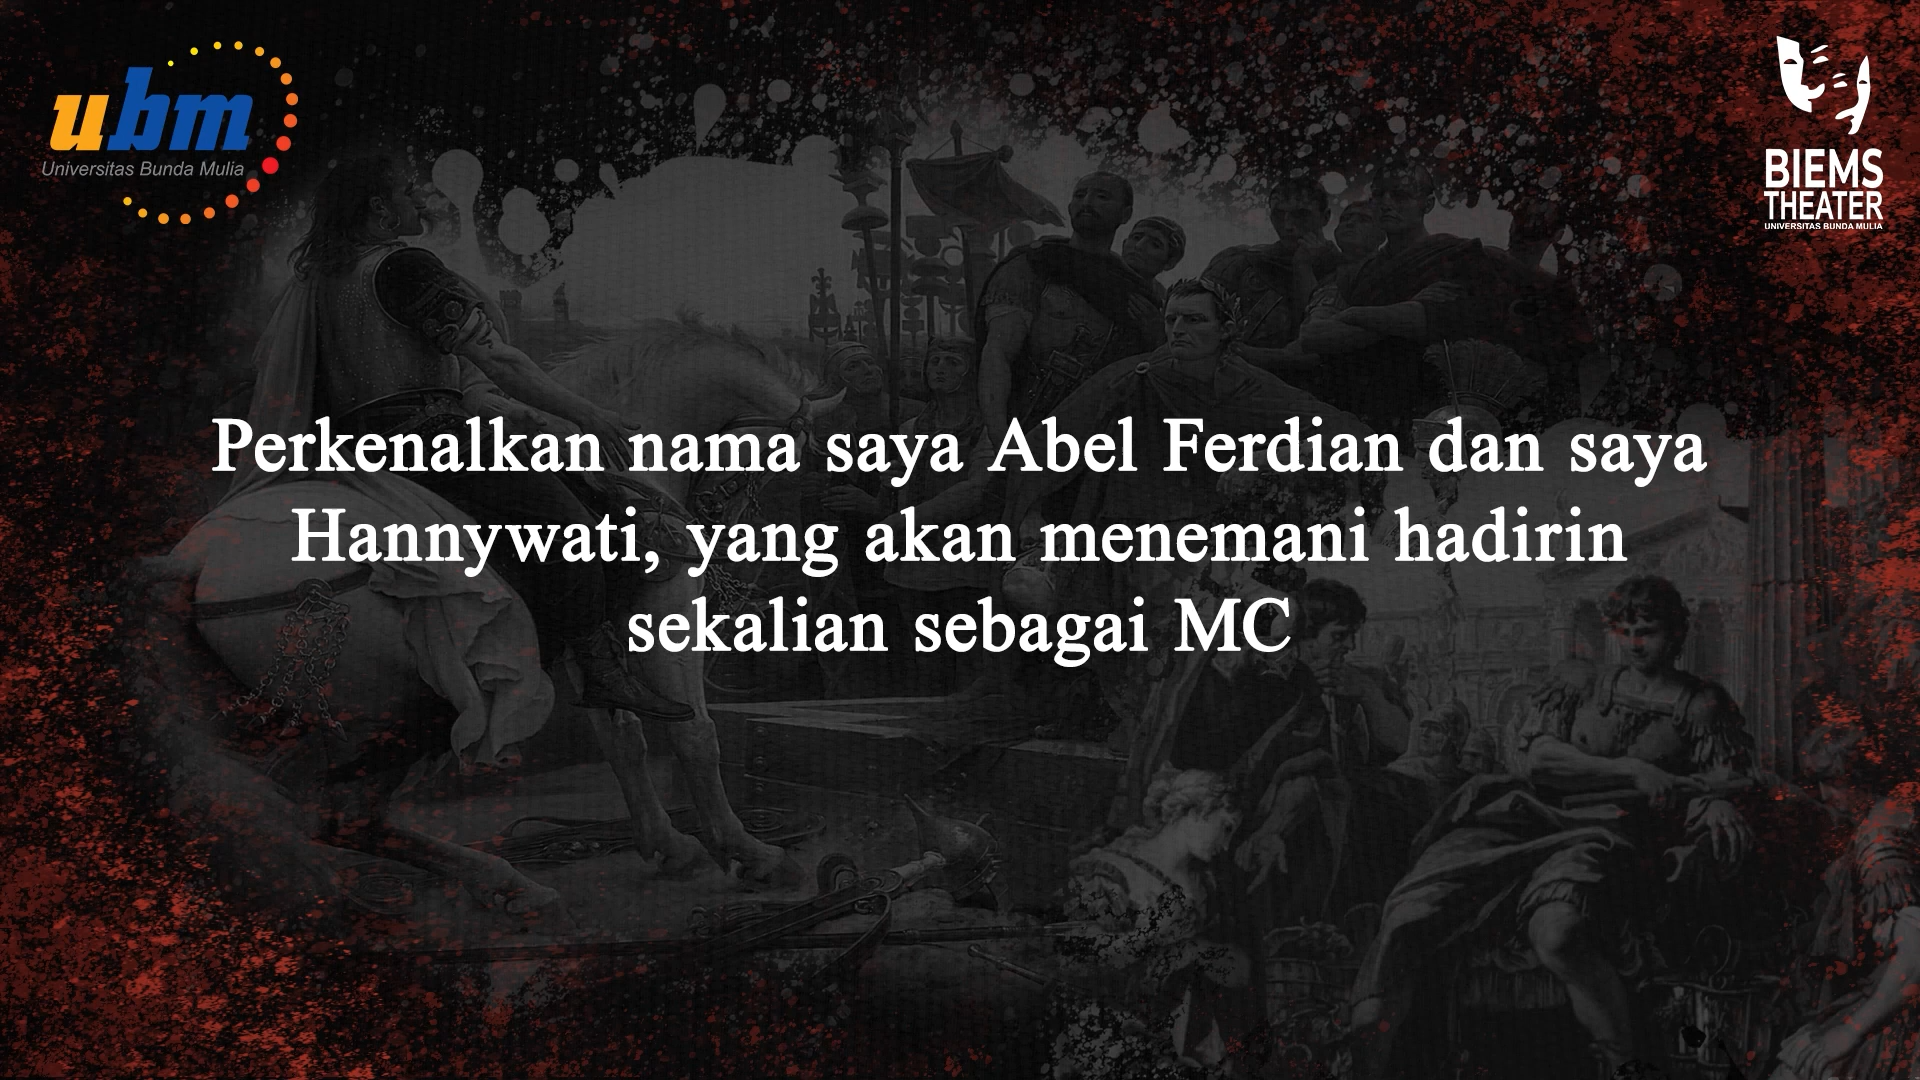 ubm
Universitas Bunda Mulia
BIEMS
THEATER
UNIVERSITAS BUNDA MULIA
Perkenalkan nama saya Abel Ferdian dan saya
Hannywati, yang akan menemani hadirin
sekalian sebagai MC